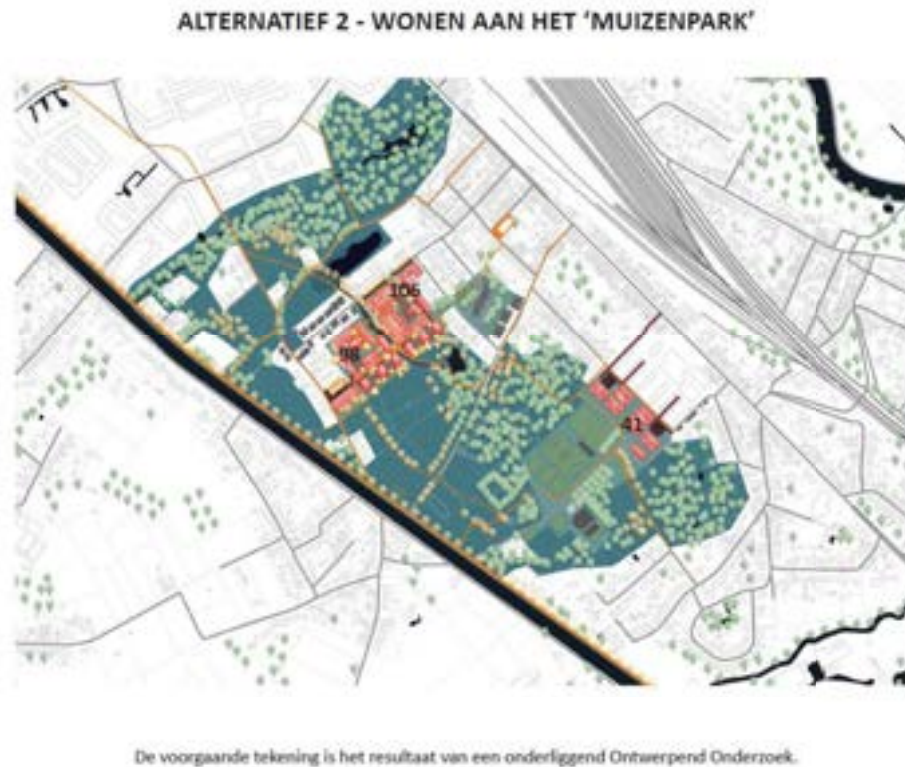 ALTERNATIEF 2 - WONEN AAN HET 'MUIZENPARK'
106
98
41
De voorgaande tekening is het resultaat van een onderliggend Ontwerpend Onderzoek.